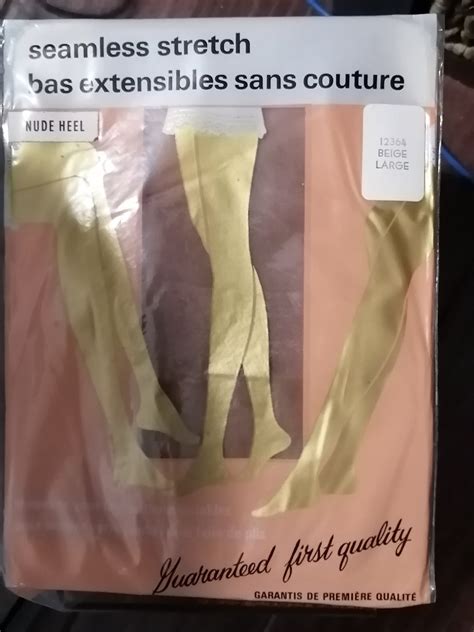 seamless stretch
bas extensibles sans couture
NUDE HEEL
12364
BEIGE
LARGE
Guaranteed first quality
GARANTIS DE PREMIÈRE QUALITÉ